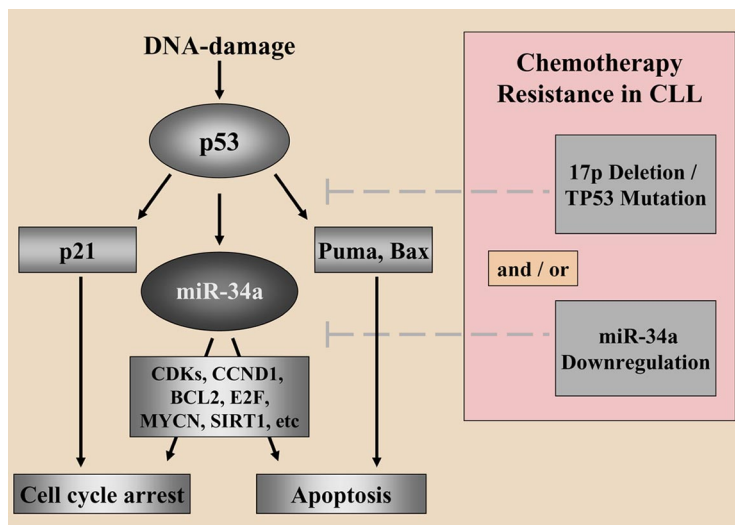 DNA-damage
p53
p21
Puma, Bax
miR-34a
CDKs, CCND1,
BCL2, E2F,
MYCN, SIRT1, etc
Cell cycle arrest
Apoptosis
Chemotherapy
Resistance in CLL
17p Deletion /
TP53 Mutation
and / or
miR-34a
Downregulation